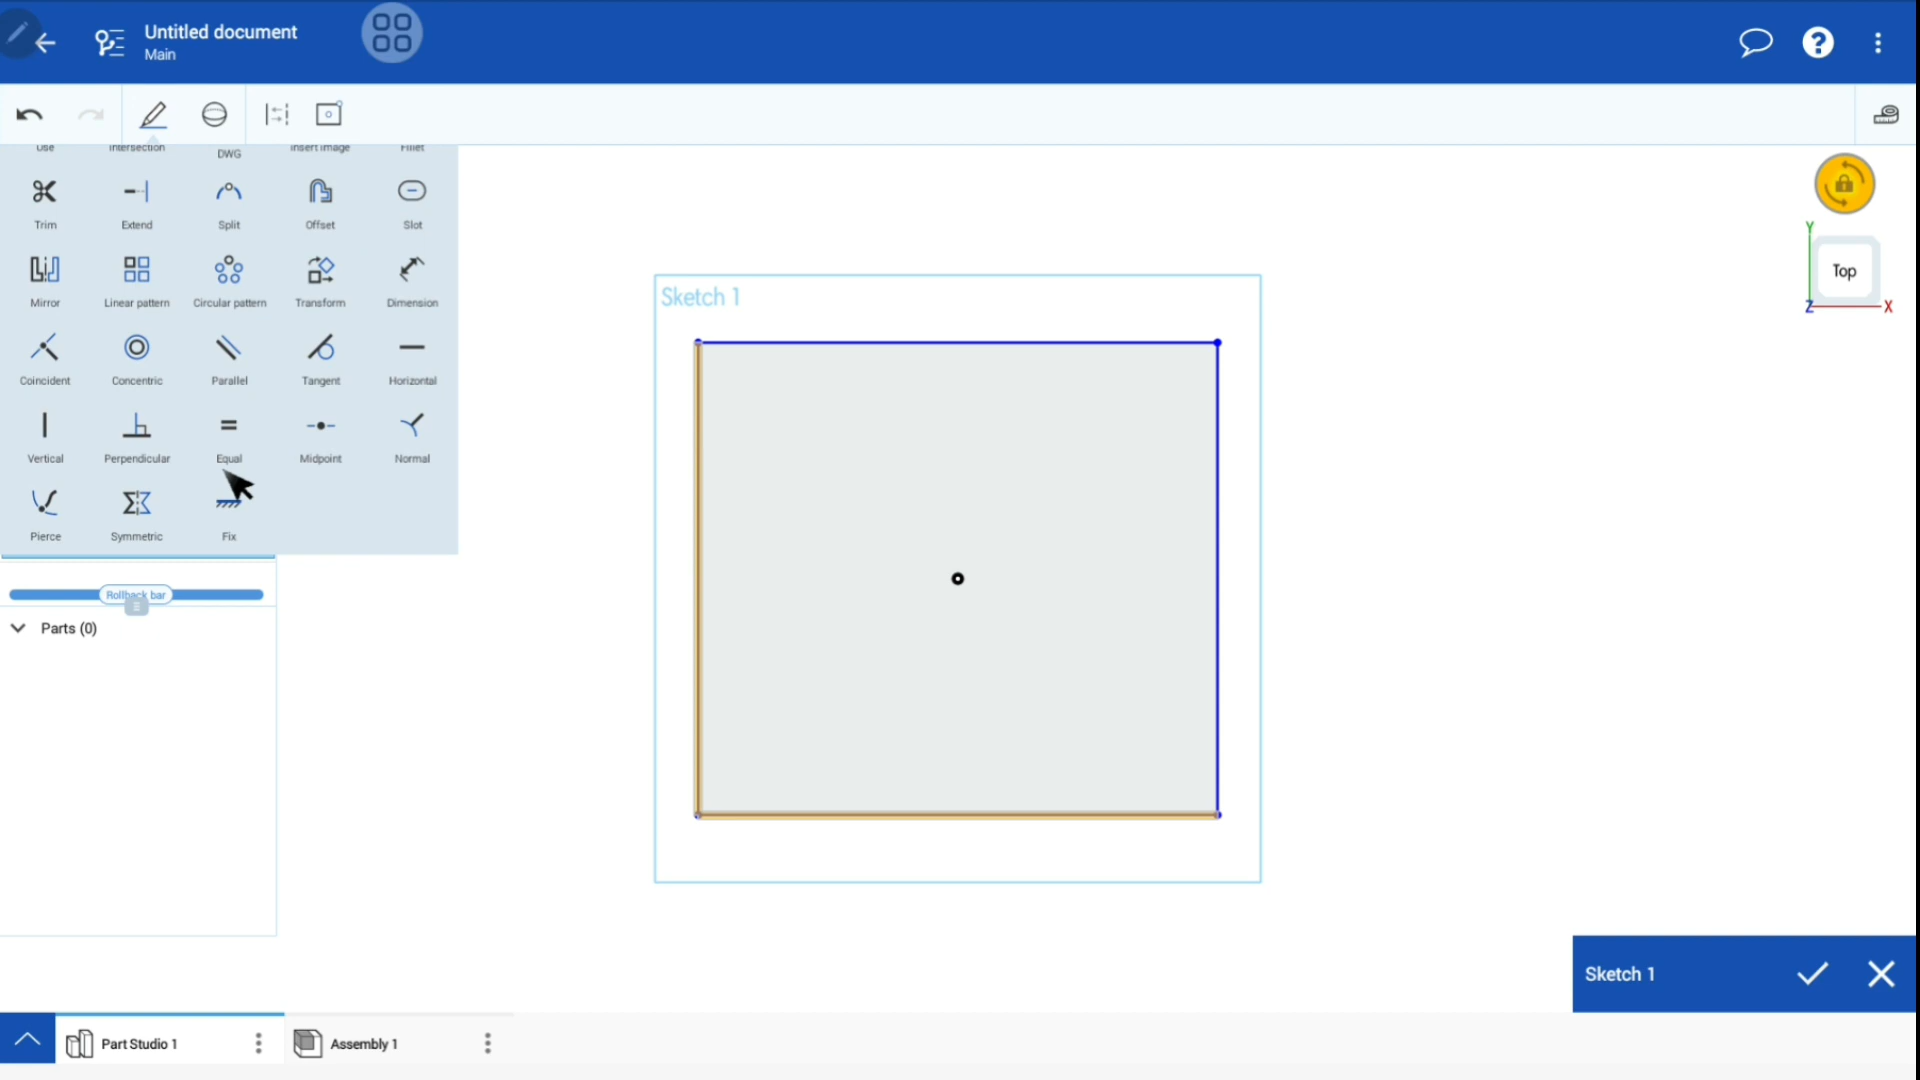 Untitled document
Main
Use Intersection DWG Insert image Fillet
Trim Extend Split Offset Slot
Mirror Linear pattern Circular pattern Transform Dimension
Coincident Concentric Parallel Tangent Horizontal
Vertical Perpendicular Equal Midpoint Normal
Pierce Symmetric Fix
Rollback bar
Parts (0)
Sketch 1
Y
Top
Z X
Sketch 1
Part Studio 1 Assembly 1